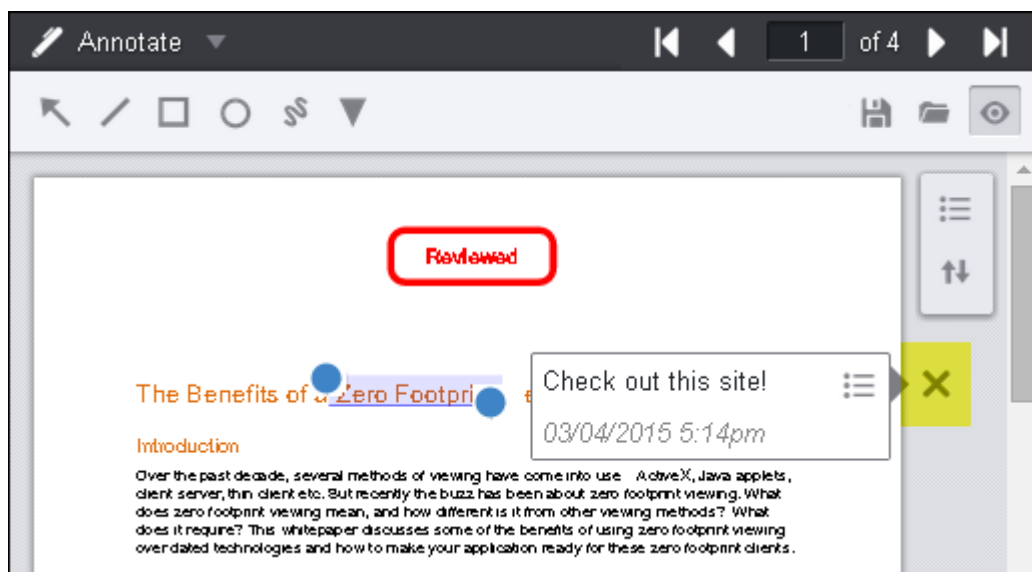 Annotate
1 of 4
Reviewed
The Benefits of a Zero Footpri
Check out this site!
03/04/2015 5:14pm
Introduction
Over the past decade, several methods of viewing have come into use ActiveX, Java applets,
client server, thin client etc. But recently the buzz has been about zero footprint viewing. What
does zero footprint viewing mean, and how different is it from other viewing methods? What
does it require? This whitepaper discusses some of the benefits of using zero footprint viewing
over dated technologies and how to make your application ready for these zero footprint clients.